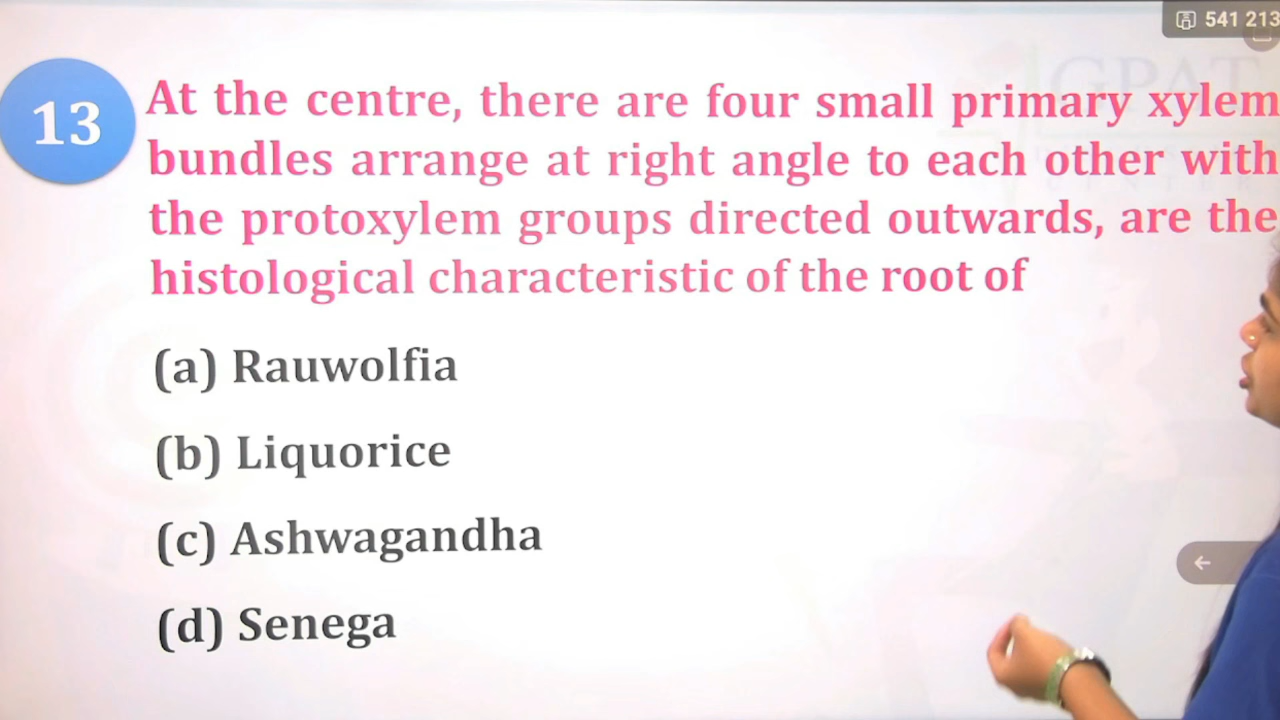 541 213
13
At the centre, there are four small primary xylem
bundles arrange at right angle to each other with
the protoxylem groups directed outwards, are the
histological characteristic of the root of
(a) Rauwolfia
(b) Liquorice
(c) Ashwagandha
(d) Senega
GPAT